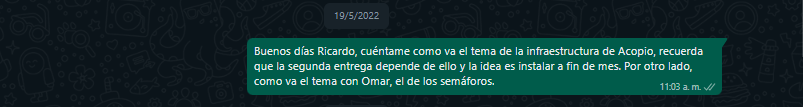 19/5/2022
Buenos días Ricardo, cuéntame como va el tema de la infraestructura de Acopio, recuerda
que la segunda entrega depende de ello y la idea es instalar a fin de mes. Por otro lado,
como va el tema con Omar, el de los semáforos.
11:03 a. m.